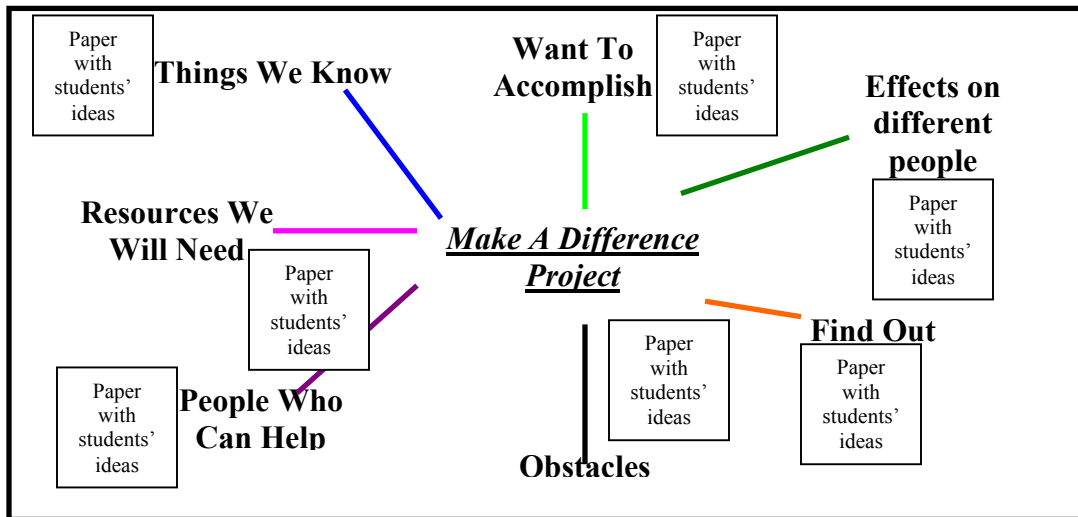 Paper
with
students'
ideas
Things We Know
Want To
Accomplish
Paper
with
students'
ideas
Effects on
different
people
Paper
with
students'
ideas
Resources We
Will Need
Paper
with
students'
ideas
Make A Difference
Project
Find Out
Paper
with
students'
ideas
Paper
with
students'
ideas
Obstacles
People Who
Can Help
Paper
with
students'
ideas